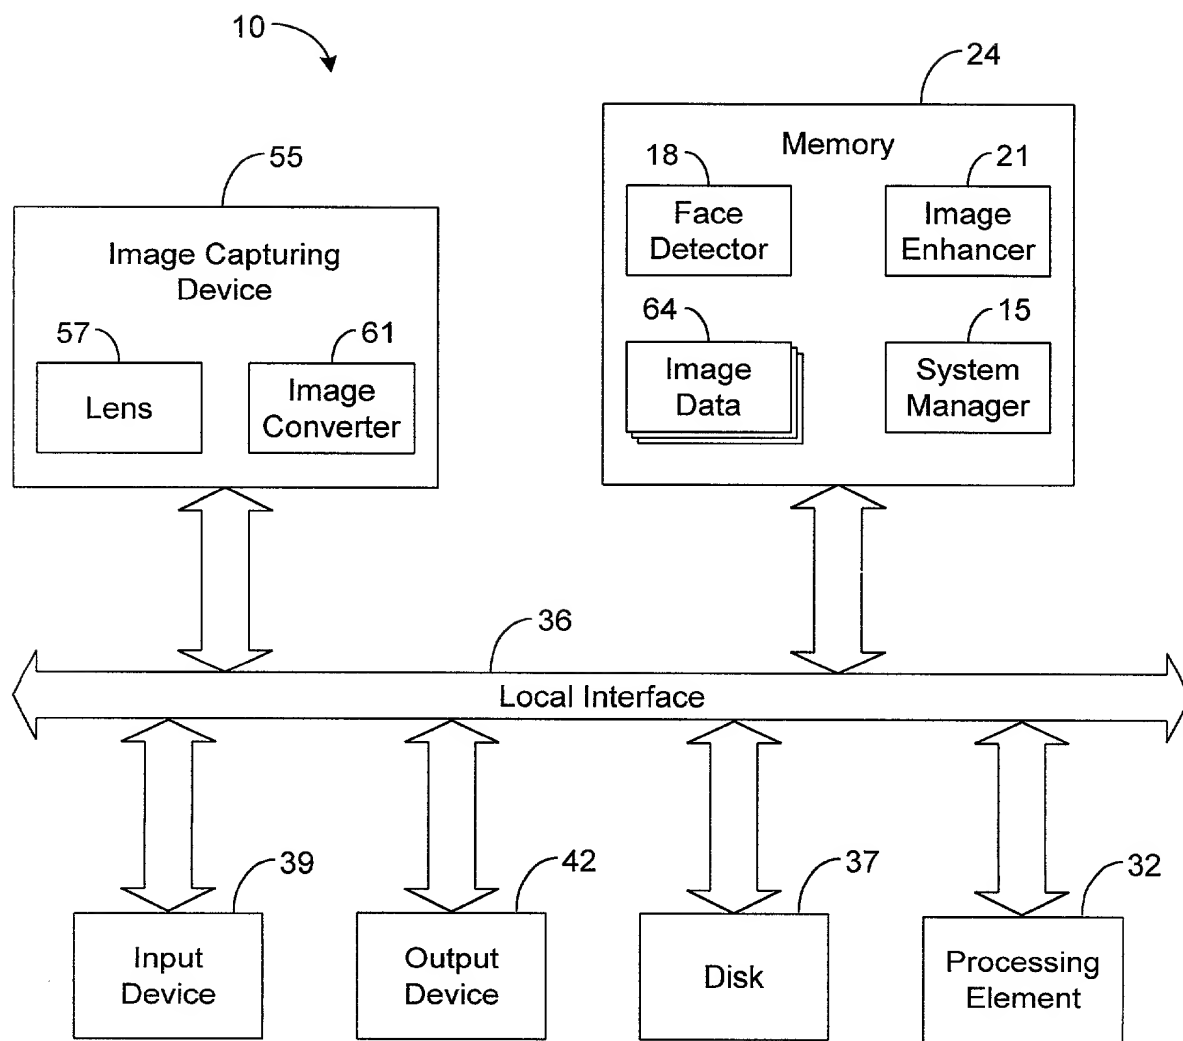 10
24
Memory
18
21
Face
Detector
Image
Enhancer
64
15
Image
Data
System
Manager
55
Image Capturing
Device
57
61
Lens
Image
Converter
36
Local Interface
39
42
37
32
Input
Device
Output
Device
Disk
Processing
Element